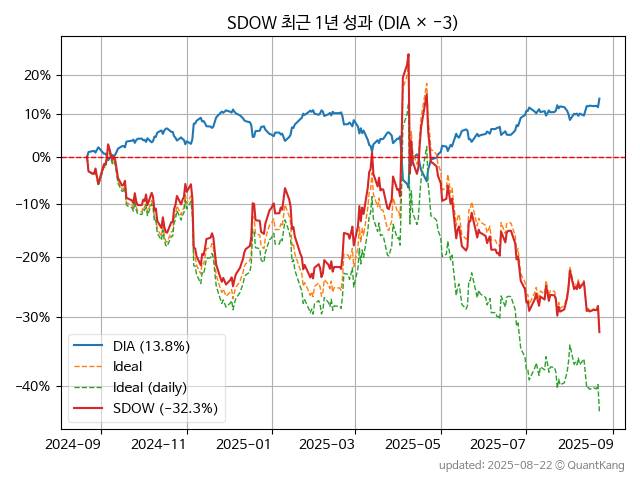 SDOW 최근 1년 성과 (DIA × −3)
20%
10%
0%
−10%
−20%
−30%
−40%
DIA (13.8%)
Ideal
Ideal (daily)
SDOW (−32.3%)
2024-09 2024-11 2025-01 2025-03 2025-05 2025-07 2025-09
updated: 2025-08-22 © QuantKang